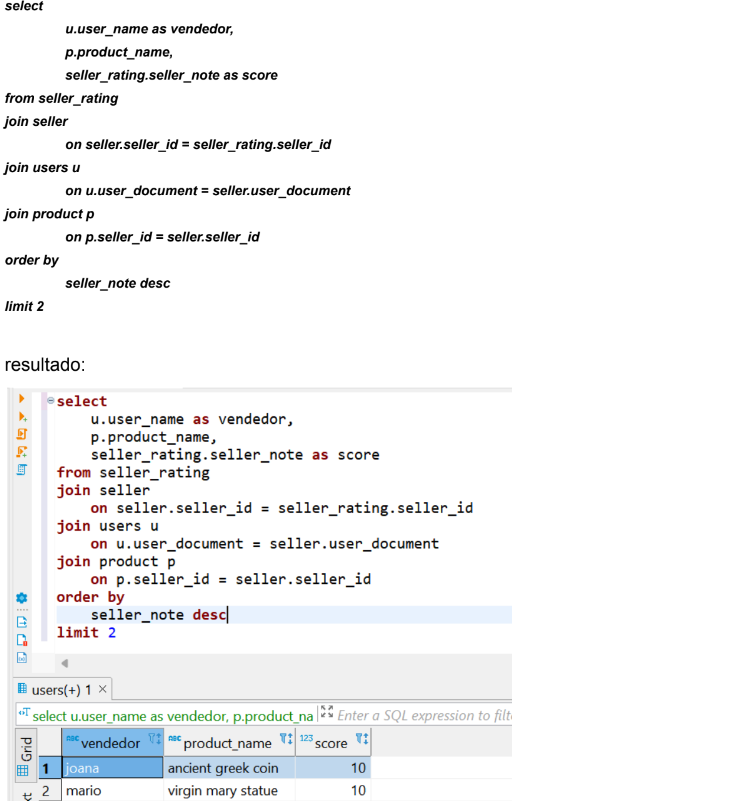 select
u.user_name as vendedor,
p.product_name,
seller_rating.seller_note as score
from seller_rating
join seller
on seller.seller_id = seller_rating.seller_id
join users u
on u.user_document = seller.user_document
join product p
on p.seller_id = seller.seller_id
order by
seller_note desc
limit 2
resultado:
select
u.user_name as vendedor,
p.product_name,
seller_rating.seller_note as score
from seller_rating
join seller
on seller.seller_id = seller_rating.seller_id
join users u
on u.user_document = seller.user_document
join product p
on p.seller_id = seller.seller_id
order by
seller_note desc
limit 2
users(+) 1
select u.user_name as vendedor, p.product_na Enter a SQL expression to filt
Grid
ABC vendedor ABC product_name 123 score
1 joana ancient greek coin 10
2 mario virgin mary statue 10